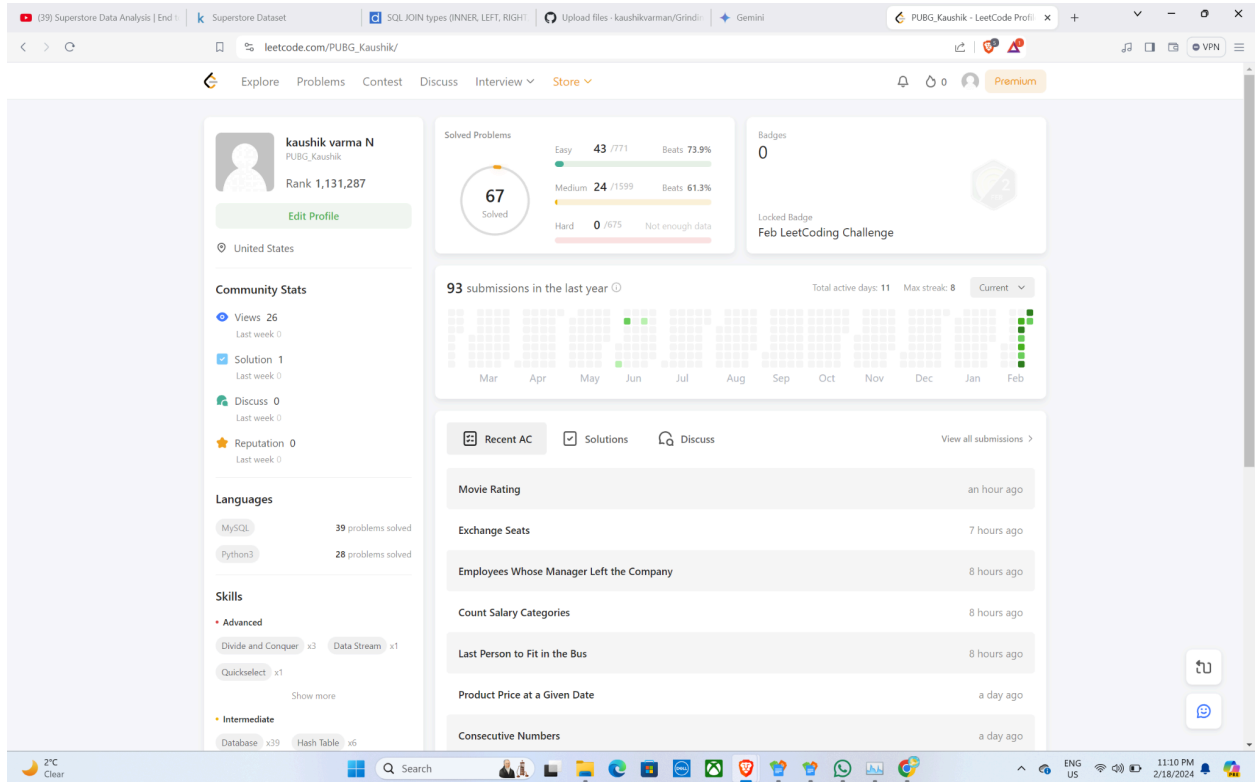 (39) Superstore Data Analysis | End t
Superstore Dataset
SQL JOIN types (INNER, LEFT, RIGHT
Upload files · kaushikvarman/Grindin
Gemini
PUBG_Kaushik - LeetCode Profil
leetcode.com/PUBG_Kaushik/
VPN
Explore Problems Contest Discuss Interview Store
0
Premium
kaushik varma N
PUBG_Kaushik
Rank 1,131,287
Edit Profile
United States
Community Stats
Views 26
Last week 0
Solution 1
Last week 0
Discuss 0
Last week 0
Reputation 0
Last week 0
Languages
MySQL 39 problems solved
Python3 28 problems solved
Skills
Advanced
Divide and Conquer x3 Data Stream x1
Quickselect x1
Show more
Intermediate
Database x39 Hash Table x6
Solved Problems
67
Solved
Easy 43 /771 Beats 73.9%
Medium 24 /1599 Beats 61.3%
Hard 0 /675 Not enough data
Badges
0
Locked Badge
Feb LeetCoding Challenge
93 submissions in the last year
Total active days: 11 Max streak: 8 Current
Mar Apr May Jun Jul Aug Sep Oct Nov Dec Jan Feb
Recent AC Solutions Discuss View all submissions
Movie Rating an hour ago
Exchange Seats 7 hours ago
Employees Whose Manager Left the Company 8 hours ago
Count Salary Categories 8 hours ago
Last Person to Fit in the Bus 8 hours ago
Product Price at a Given Date a day ago
Consecutive Numbers a day ago
2°C
Clear
Search
ENG
US
11:10 PM
2/18/2024